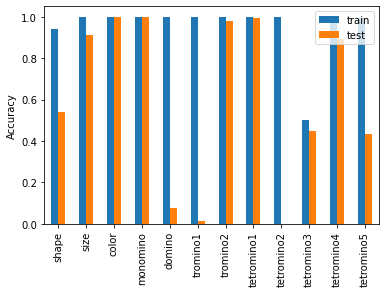 train
test
Accuracy
1.0
0.8
0.6
0.4
0.2
0.0
shape
size
color
monomino
domino
tromino1
tromino2
tetromino1
tetromino2
tetromino3
tetromino4
tetromino5